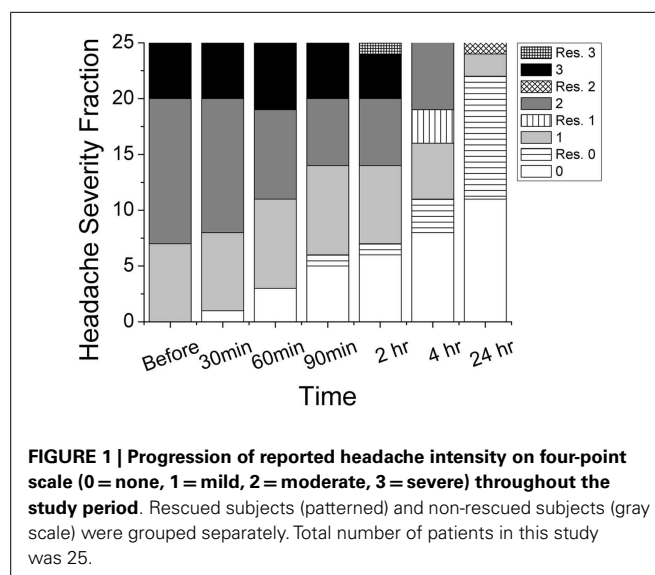 Headache Severity Fraction
25
20
15
10
5
0
Before
30min
60min
90min
2 hr
4 hr
24 hr
Time
Res. 3
3
Res. 2
2
Res. 1
1
Res. 0
0
FIGURE 1 | Progression of reported headache intensity on four-point
scale (0 = none, 1 = mild, 2 = moderate, 3 = severe) throughout the
study period. Rescued subjects (patterned) and non-rescued subjects (gray
scale) were grouped separately. Total number of patients in this study
was 25.